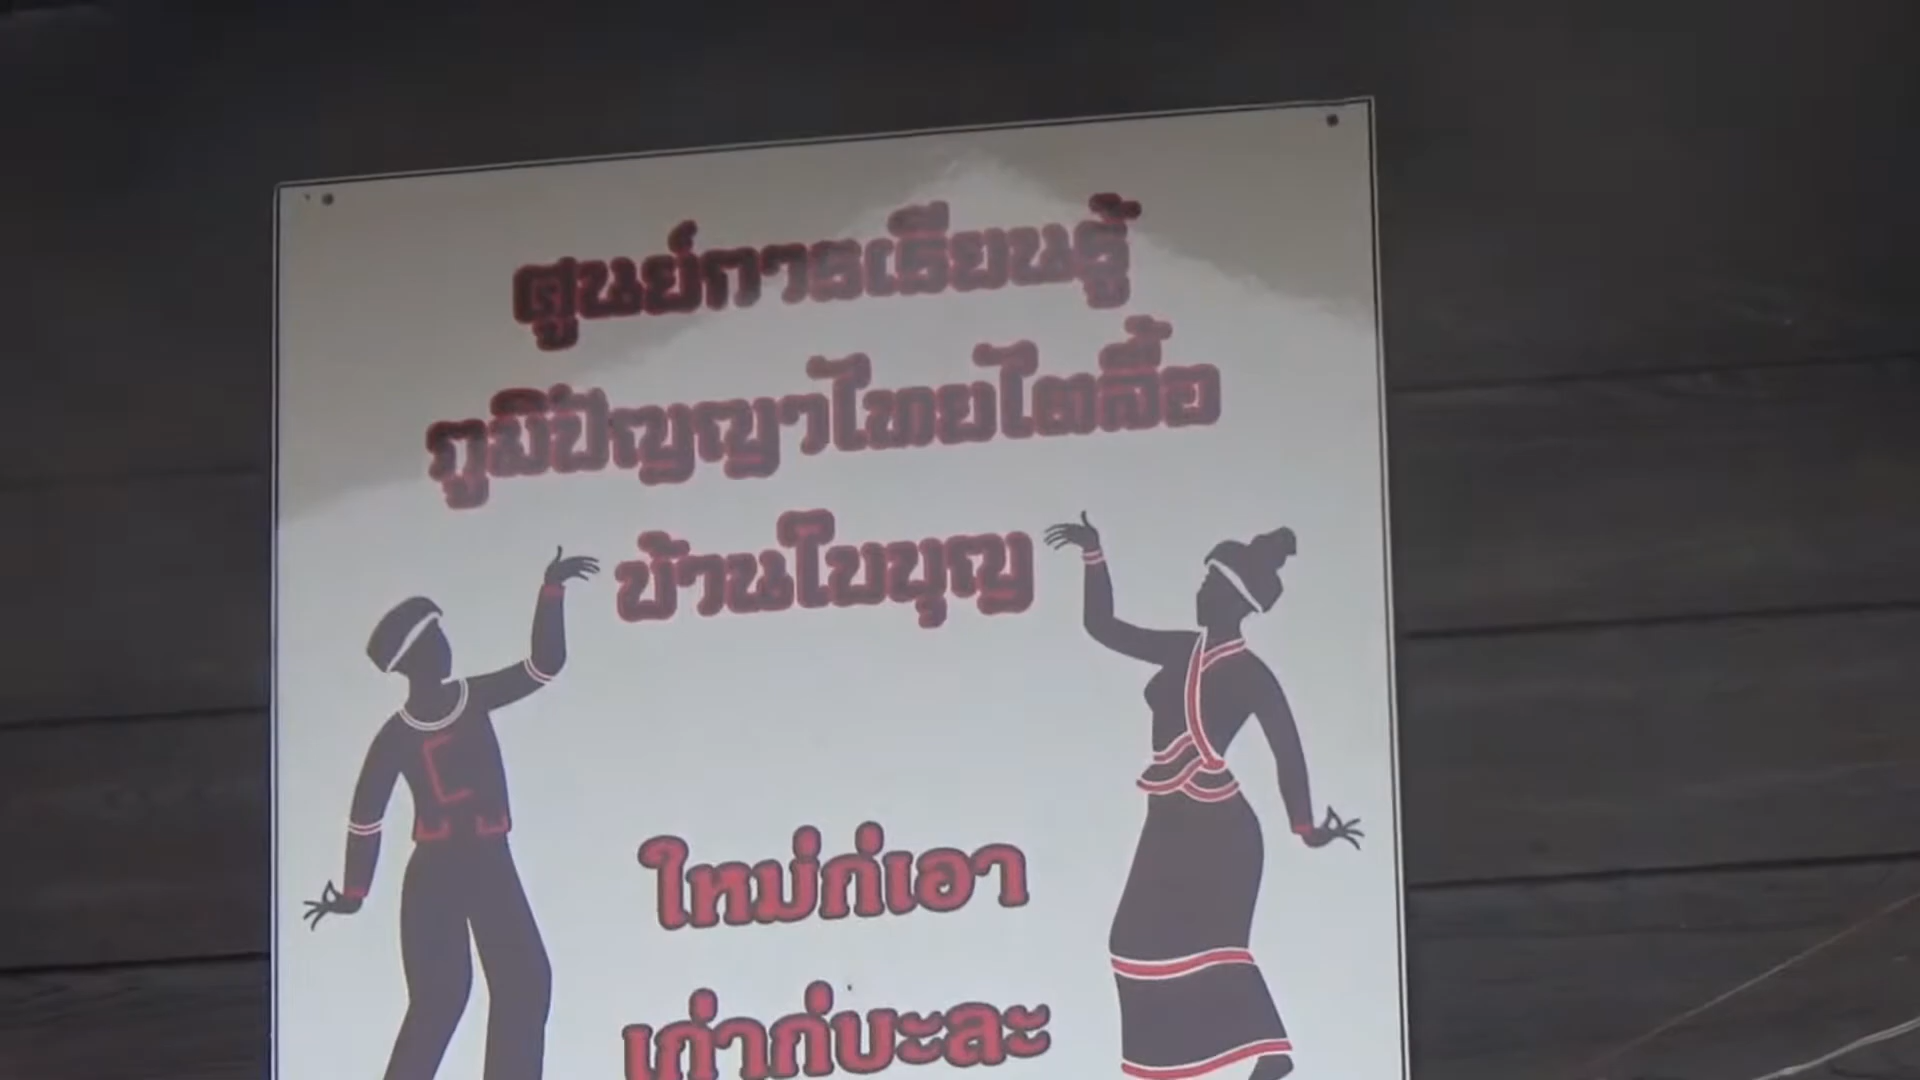 ศูนย์การเรียนรู้
ภูมิปัญญาไทยไตลื้อ
บ้านใบบุญ
ใหม่ก่เอา
เก่าก่บะละ